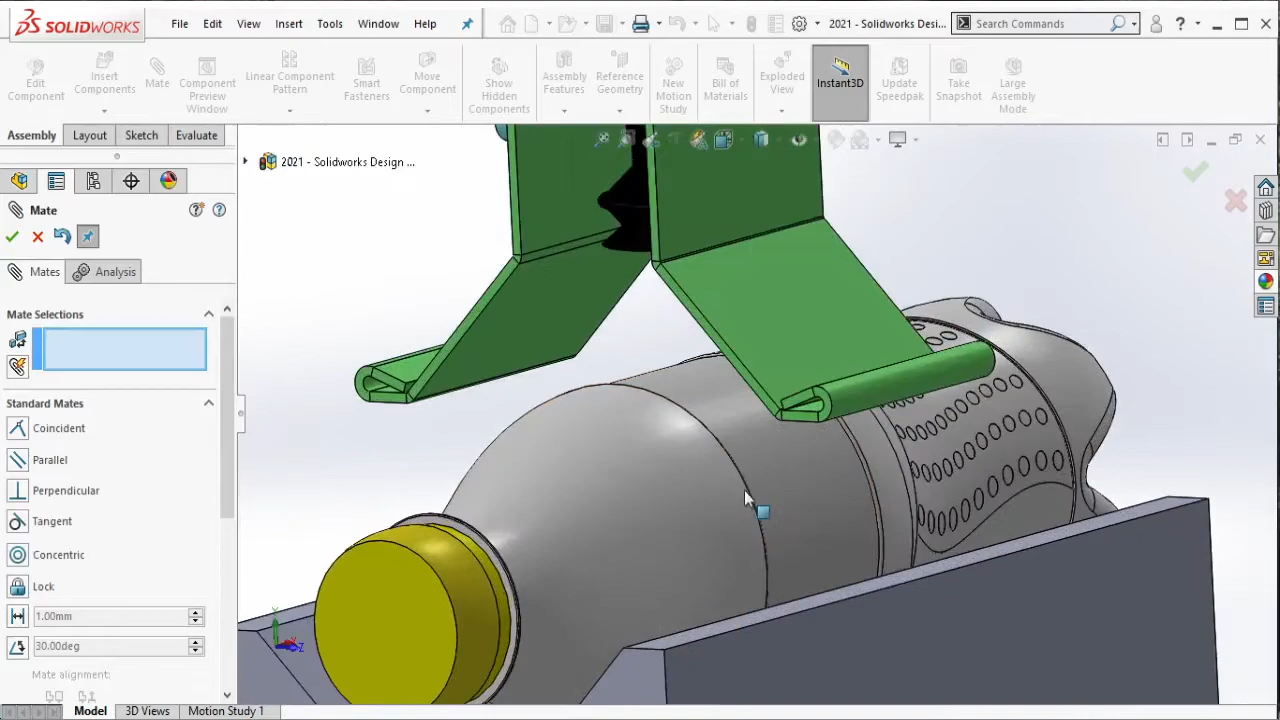 SOLIDWORKS File Edit View Insert Tools Window Help 2021 - Solidworks Desi... Search Commands ?
Edit Component
Insert Components
Mate
Component Preview Window
Linear Component Pattern
Smart Fasteners
Move Component
Show Hidden Components
Assembly Features
Reference Geometry
New Motion Study
Bill of Materials
Exploded View
Instant3D
Update Speedpak
Take Snapshot
Large Assembly Mode
Assembly Layout Sketch Evaluate
2021 - Solidworks Design ...
Mate
Mates Analysis
Mate Selections
Standard Mates
Coincident
Parallel
Perpendicular
Tangent
Concentric
Lock
1.00mm
30.00deg
Mate alignment:
Model 3D Views Motion Study 1